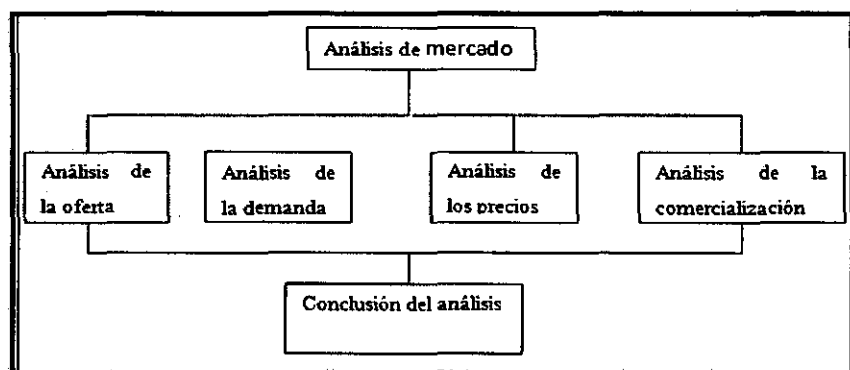 Análisis de mercado
Análisis de
la oferta
Análisis de
la demanda
Análisis de
los precios
Análisis de la
comercialización
Conclusión del análisis